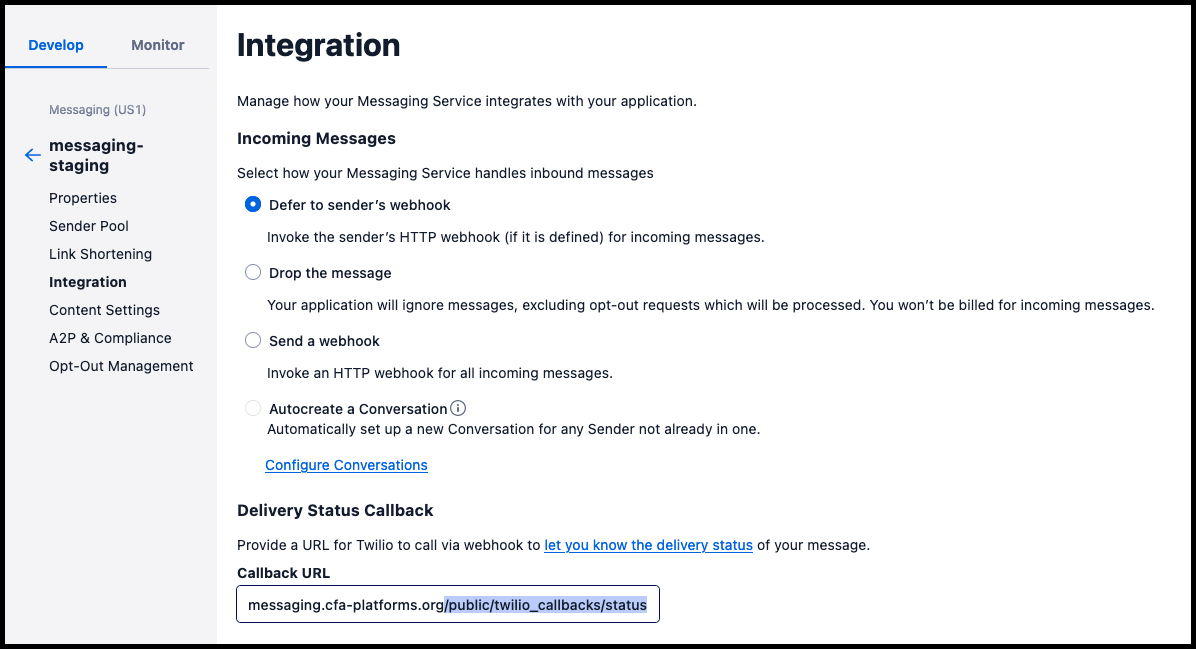 Develop
Monitor
Messaging (US1)
messaging-
staging
Properties
Sender Pool
Link Shortening
Integration
Content Settings
A2P & Compliance
Opt-Out Management
Integration
Manage how your Messaging Service integrates with your application.
Incoming Messages
Select how your Messaging Service handles inbound messages
Defer to sender’s webhook
Invoke the sender’s HTTP webhook (if it is defined) for incoming messages.
Drop the message
Your application will ignore messages, excluding opt-out requests which will be processed. You won’t be billed for incoming messages.
Send a webhook
Invoke an HTTP webhook for all incoming messages.
Autocreate a Conversation
Automatically set up a new Conversation for any Sender not already in one.
Configure Conversations
Delivery Status Callback
Provide a URL for Twilio to call via webhook to let you know the delivery status of your message.
Callback URL
messaging.cfa-platforms.org/public/twilio_callbacks/status